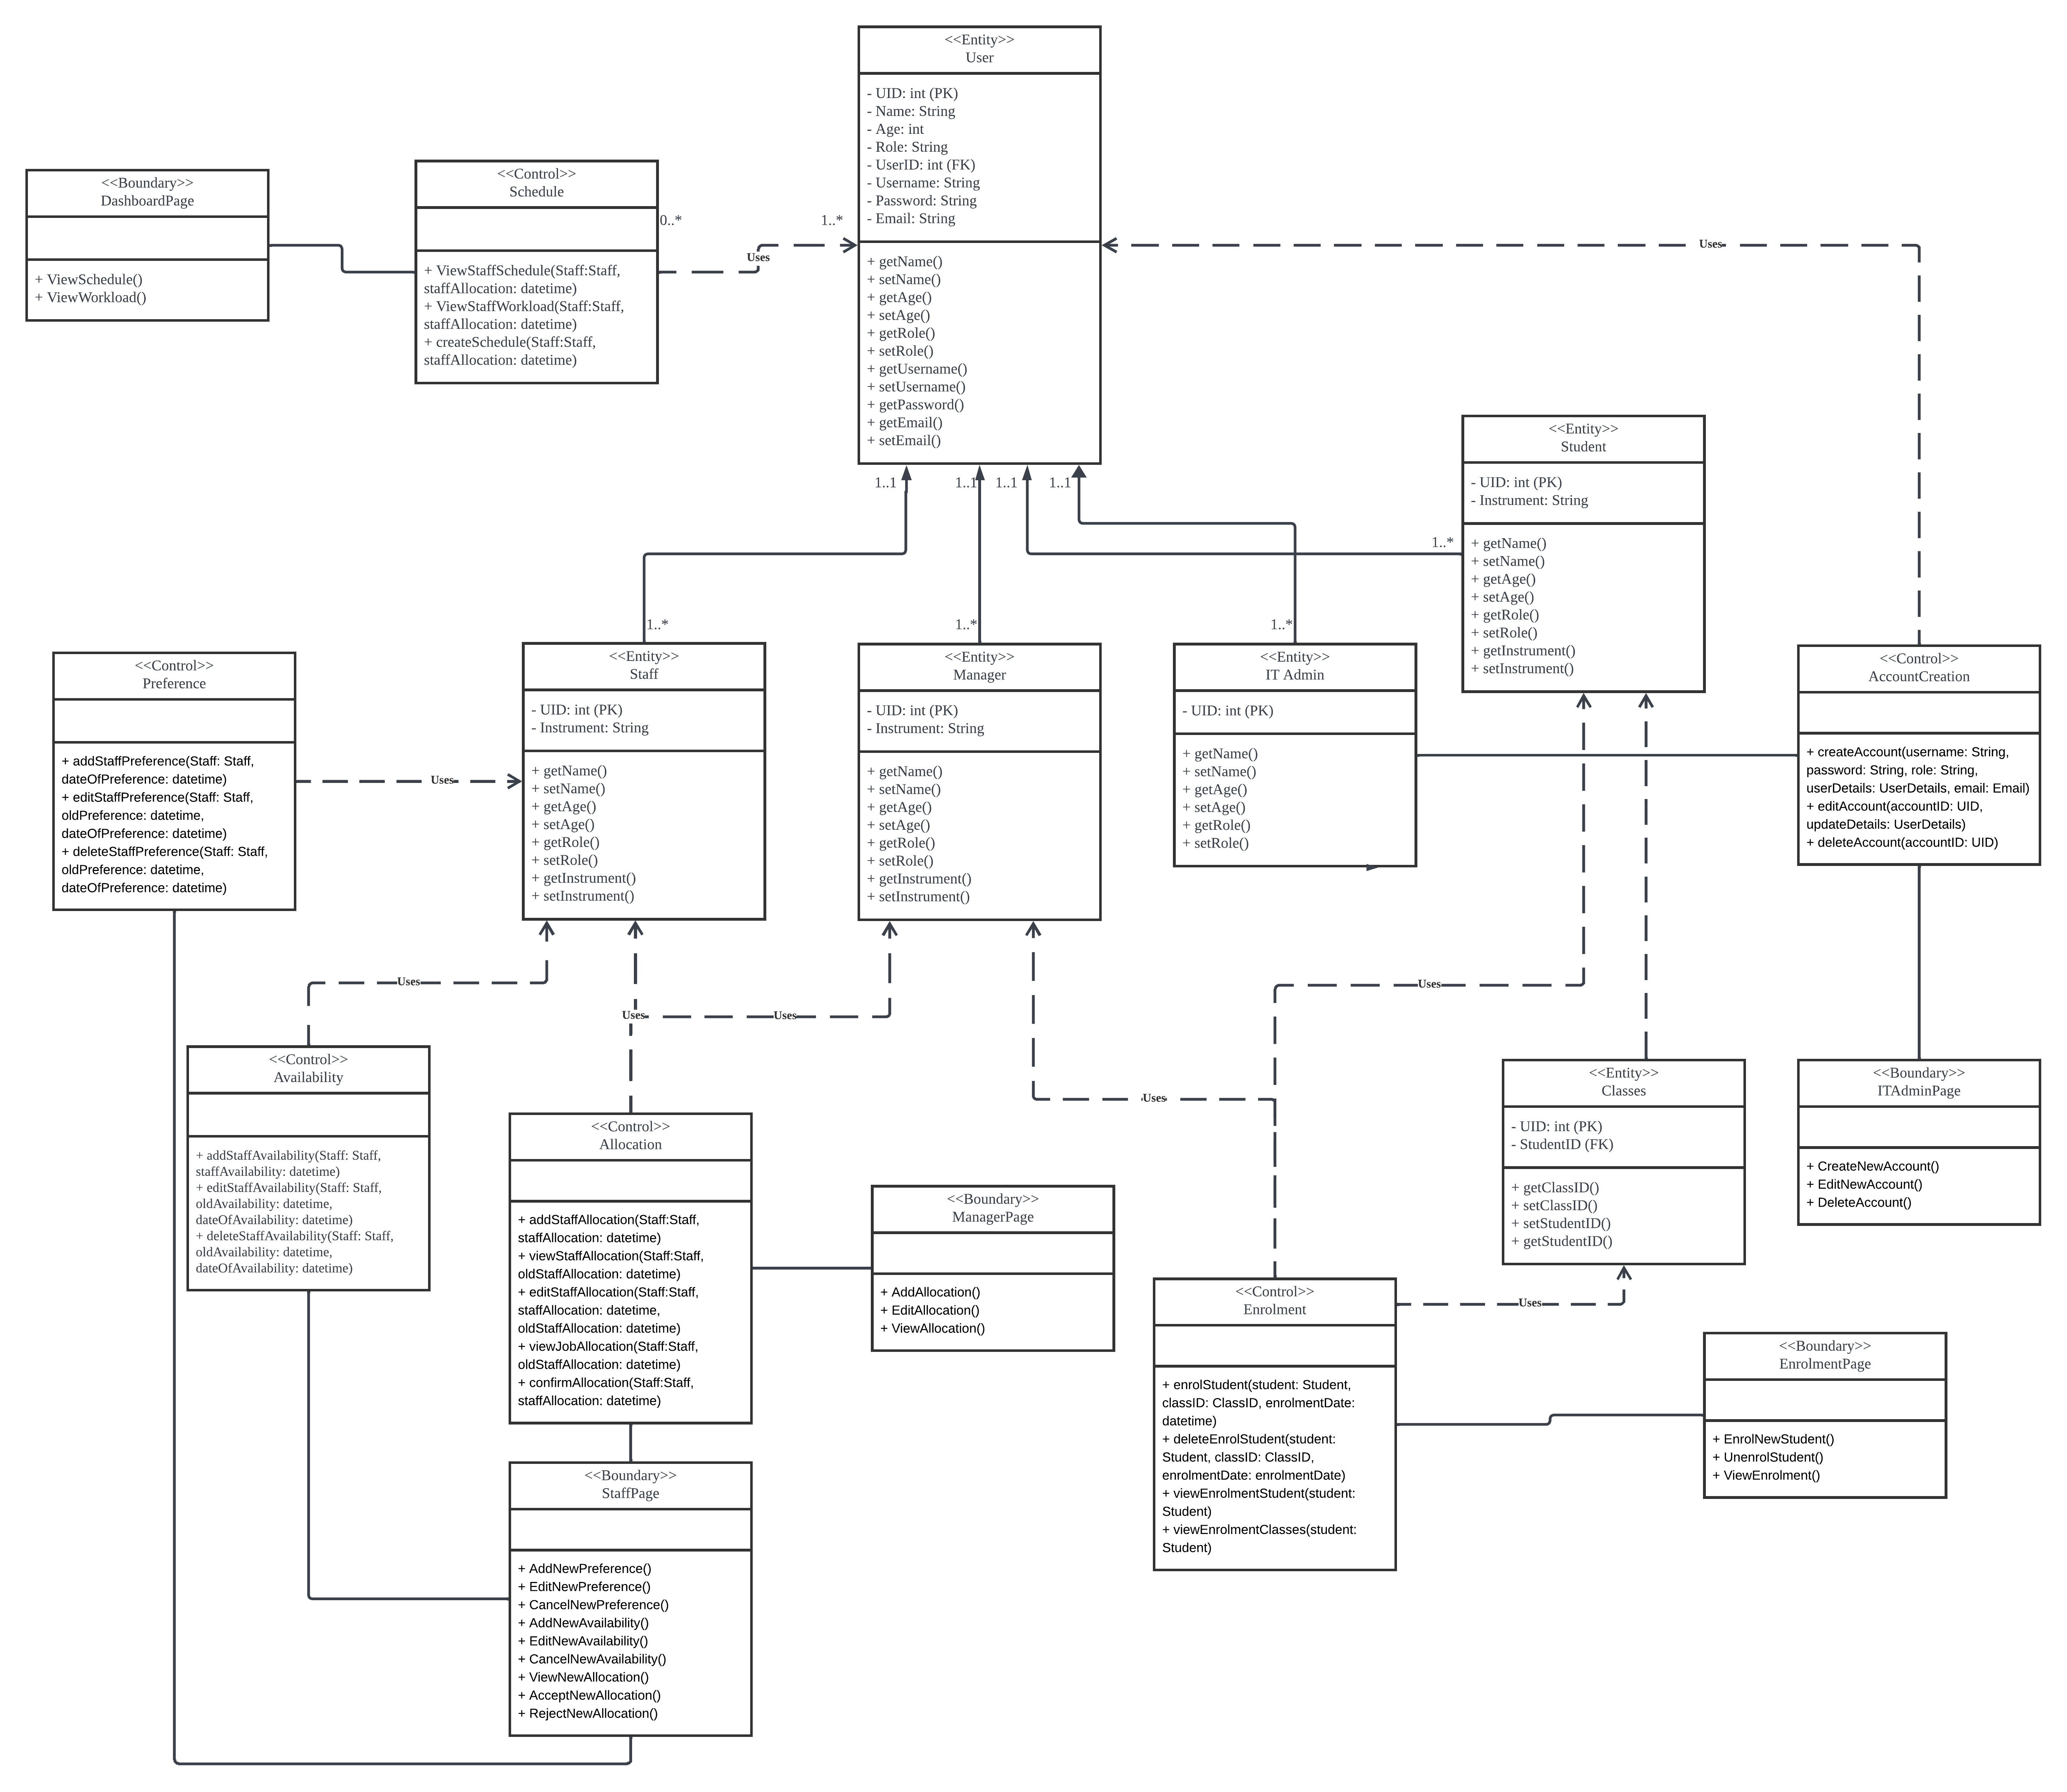 <<Entity>>
User
- UID: int (PK)
- Name: String
- Age: int
- Role: String
- UserID: int (FK)
- Username: String
- Password: String
- Email: String
+ getName()
+ setName()
+ getAge()
+ setAge()
+ getRole()
+ setRole()
+ getUsername()
+ setUsername()
+ getPassword()
+ getEmail()
+ setEmail()
<<Boundary>>
DashboardPage
+ ViewSchedule()
+ ViewWorkload()
<<Control>>
Schedule
+ ViewStaffSchedule(Staff:Staff,
staffAllocation: datetime)
+ ViewStaffWorkload(Staff:Staff,
staffAllocation: datetime)
+ createSchedule(Staff:Staff,
staffAllocation: datetime)
0..*
1..*
Uses
Uses
1..1
1..1
1..1
1..1
<<Entity>>
Student
- UID: int (PK)
- Instrument: String
+ getName()
+ setName()
+ getAge()
+ setAge()
+ getRole()
+ setRole()
+ getInstrument()
+ setInstrument()
1..*
1..*
1..*
1..*
<<Control>>
Preference
+ addStaffPreference(Staff: Staff,
dateOfPreference: datetime)
+ editStaffPreference(Staff: Staff,
oldPreference: datetime,
dateOfPreference: datetime)
+ deleteStaffPreference(Staff: Staff,
oldPreference: datetime,
dateOfPreference: datetime)
Uses
<<Entity>>
Staff
- UID: int (PK)
- Instrument: String
+ getName()
+ setName()
+ getAge()
+ setAge()
+ getRole()
+ setRole()
+ getInstrument()
+ setInstrument()
<<Entity>>
Manager
- UID: int (PK)
- Instrument: String
+ getName()
+ setName()
+ getAge()
+ setAge()
+ getRole()
+ setRole()
+ getInstrument()
+ setInstrument()
<<Entity>>
IT Admin
- UID: int (PK)
+ getName()
+ setName()
+ getAge()
+ setAge()
+ getRole()
+ setRole()
<<Control>>
AccountCreation
+ createAccount(username: String,
password: String, role: String,
userDetails: UserDetails, email: Email)
+ editAccount(accountID: UID,
updateDetails: UserDetails)
+ deleteAccount(accountID: UID)
Uses
Uses
Uses
Uses
Uses
<<Control>>
Availability
+ addStaffAvailability(Staff: Staff,
staffAvailability: datetime)
+ editStaffAvailability(Staff: Staff,
oldAvailability: datetime,
dateOfAvailability: datetime)
+ deleteStaffAvailability(Staff: Staff,
oldAvailability: datetime,
dateOfAvailability: datetime)
<<Control>>
Allocation
+ addStaffAllocation(Staff:Staff,
staffAllocation: datetime)
+ viewStaffAllocation(Staff:Staff,
oldStaffAllocation: datetime)
+ editStaffAllocation(Staff:Staff,
staffAllocation: datetime,
oldStaffAllocation: datetime)
+ viewJobAllocation(Staff:Staff,
oldStaffAllocation: datetime)
+ confirmAllocation(Staff:Staff,
staffAllocation: datetime)
<<Boundary>>
ManagerPage
+ AddAllocation()
+ EditAllocation()
+ ViewAllocation()
<<Entity>>
Classes
- UID: int (PK)
- StudentID (FK)
+ getClassID()
+ setClassID()
+ setStudentID()
+ getStudentID()
<<Boundary>>
ITAdminPage
+ CreateNewAccount()
+ EditNewAccount()
+ DeleteAccount()
<<Control>>
Enrolment
+ enrolStudent(student: Student,
classID: ClassID, enrolmentDate:
datetime)
+ deleteEnrolStudent(student:
Student, classID: ClassID,
enrolmentDate: enrolmentDate)
+ viewEnrolmentStudent(student:
Student)
+ viewEnrolmentClasses(student:
Student)
Uses
<<Boundary>>
EnrolmentPage
+ EnrolNewStudent()
+ UnenrolStudent()
+ ViewEnrolment()
<<Boundary>>
StaffPage
+ AddNewPreference()
+ EditNewPreference()
+ CancelNewPreference()
+ AddNewAvailability()
+ EditNewAvailability()
+ CancelNewAvailability()
+ ViewNewAllocation()
+ AcceptNewAllocation()
+ RejectNewAllocation()